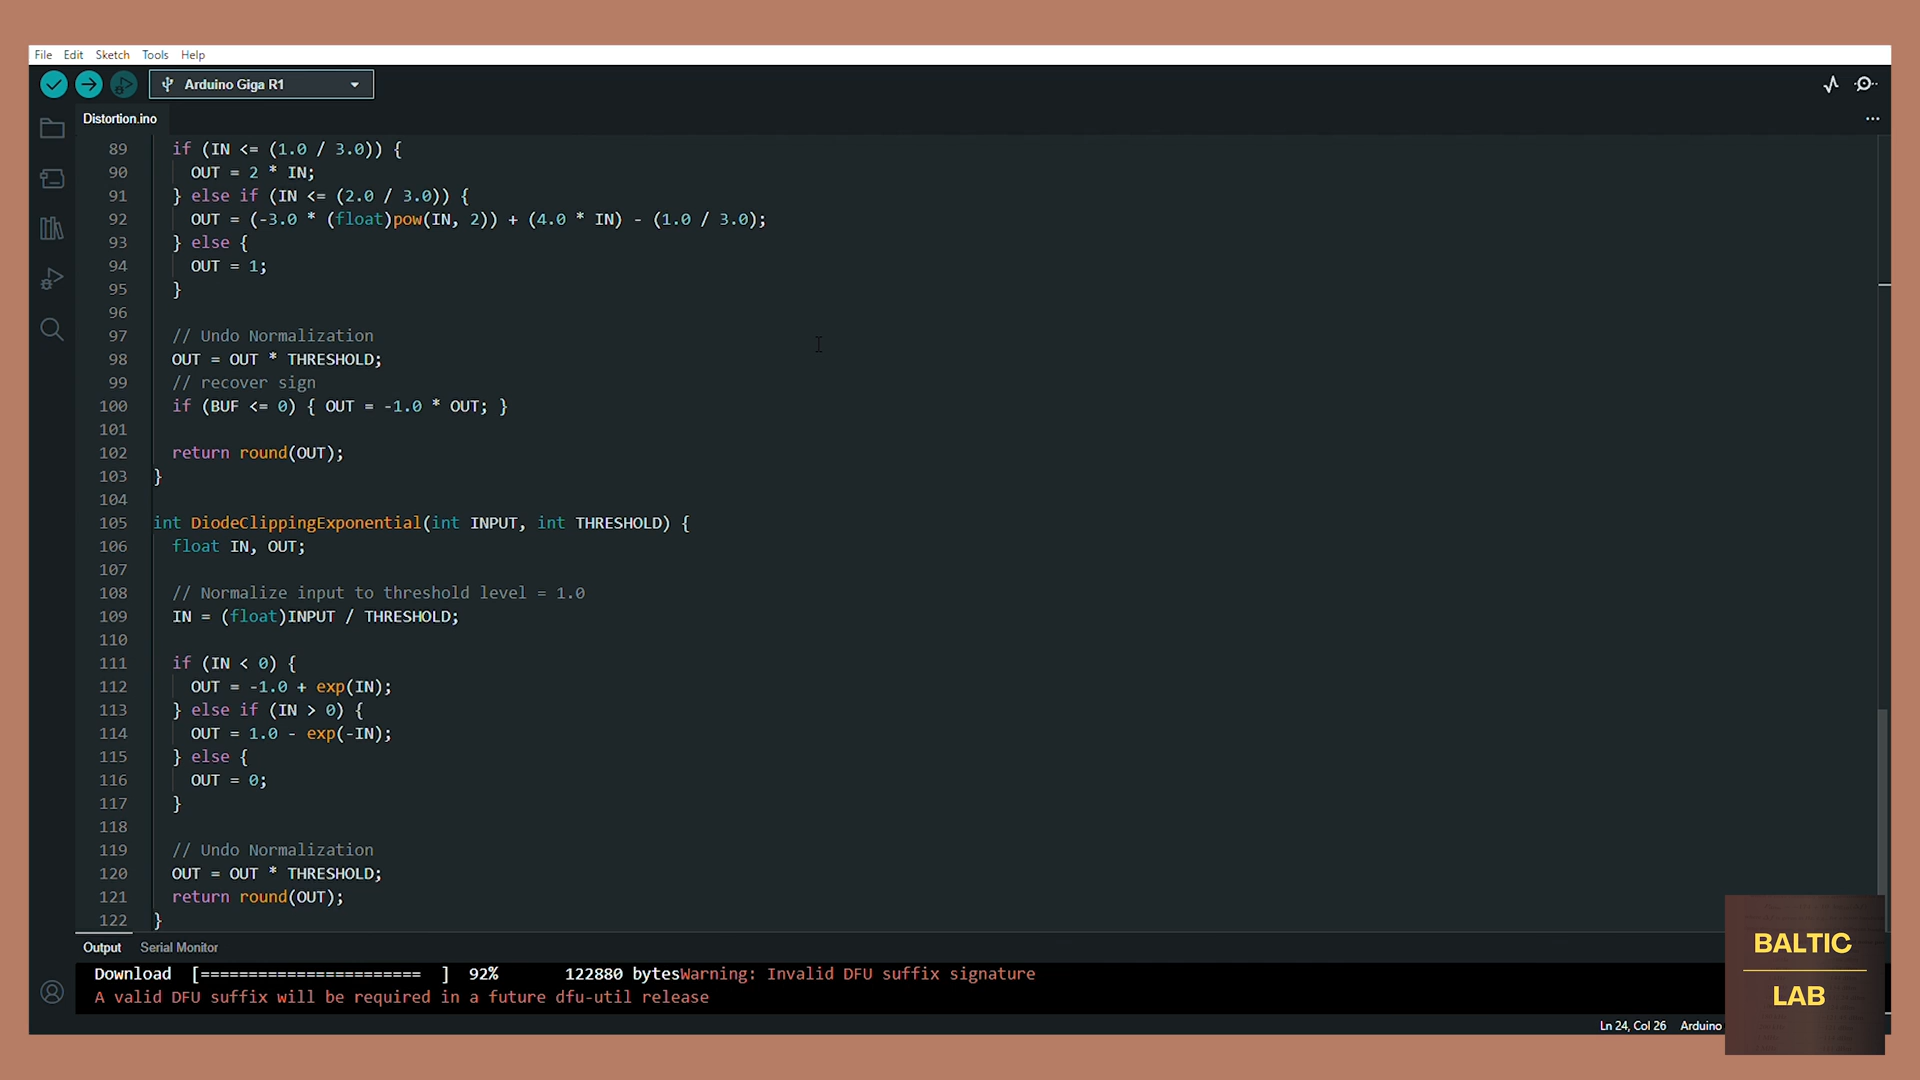 File Edit Sketch Tools Help
Arduino Giga R1
Distortion.ino
89 if (IN <= (1.0 / 3.0)) {
90 OUT = 2 * IN;
91 } else if (IN <= (2.0 / 3.0)) {
92 OUT = (-3.0 * (float)pow(IN, 2)) + (4.0 * IN) - (1.0 / 3.0);
93 } else {
94 OUT = 1;
95 }
96
97 // Undo Normalization
98 OUT = OUT * THRESHOLD;
99 // recover sign
100 if (BUF <= 0) { OUT = -1.0 * OUT; }
101
102 return round(OUT);
103 }
104
105 int DiodeClippingExponential(int INPUT, int THRESHOLD) {
106 float IN, OUT;
107
108 // Normalize input to threshold level = 1.0
109 IN = (float)INPUT / THRESHOLD;
110
111 if (IN < 0) {
112 OUT = -1.0 + exp(IN);
113 } else if (IN > 0) {
114 OUT = 1.0 - exp(-IN);
115 } else {
116 OUT = 0;
117 }
118
119 // Undo Normalization
120 OUT = OUT * THRESHOLD;
121 return round(OUT);
122 }
Output Serial Monitor
Download [======================= ] 92% 122880 bytesWarning: Invalid DFU suffix signature
A valid DFU suffix will be required in a future dfu-util release
Ln 24, Col 26 Arduino
BALTIC
LAB